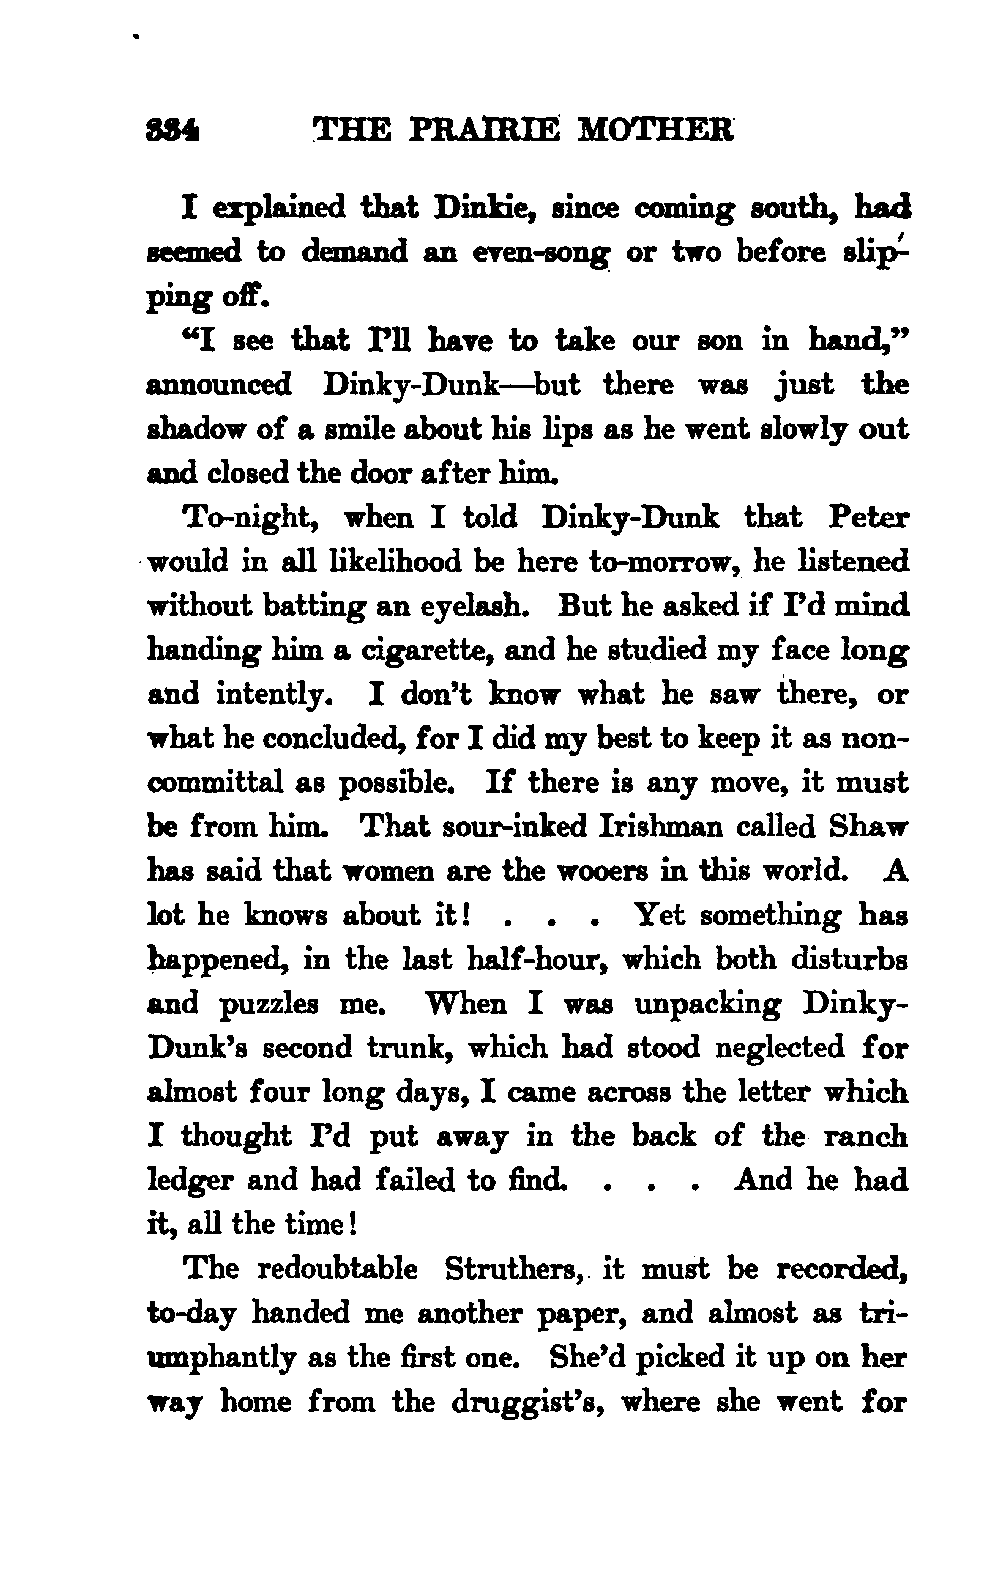 334 THE PRAIRIE MOTHER
I explained that Dinkie, since coming south, had
seemed to demand an even-song or two before slip-
ping off.
“I see that I’ll have to take our son in hand,”
announced Dinky-Dunk—but there was just the
shadow of a smile about his lips as he went slowly out
and closed the door after him.
To-night, when I told Dinky-Dunk that Peter
would in all likelihood be here to-morrow, he listened
without batting an eyelash. But he asked if I’d mind
handing him a cigarette, and he studied my face long
and intently. I don’t know what he saw there, or
what he concluded, for I did my best to keep it as non-
committal as possible. If there is any move, it must
be from him. That sour-inked Irishman called Shaw
has said that women are the wooers in this world. A
lot he knows about it! . . . Yet something has
happened, in the last half-hour, which both disturbs
and puzzles me. When I was unpacking Dinky-
Dunk’s second trunk, which had stood neglected for
almost four long days, I came across the letter which
I thought I’d put away in the back of the ranch
ledger and had failed to find. . . . And he had
it, all the time!
The redoubtable Struthers, it must be recorded,
to-day handed me another paper, and almost as tri-
umphantly as the first one. She’d picked it up on her
way home from the druggist’s, where she went for